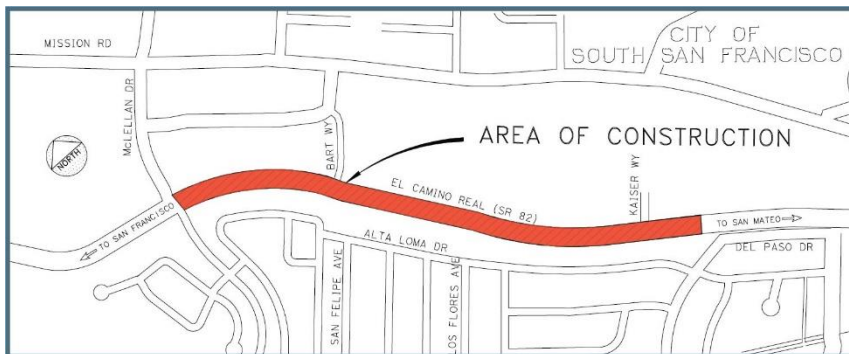 MISSION RD
CITY OF
SOUTH SAN FRANCISCO
McLELLAN DR
NORTH
BART WY
AREA OF CONSTRUCTION
KAISER WY
EL CAMINO REAL (SR 82)
TO SAN FRANCISCO
TO SAN MATEO
ALTA LOMA DR
DEL PASO DR
SAN FELIPE AVE
LOS FLORES AVE